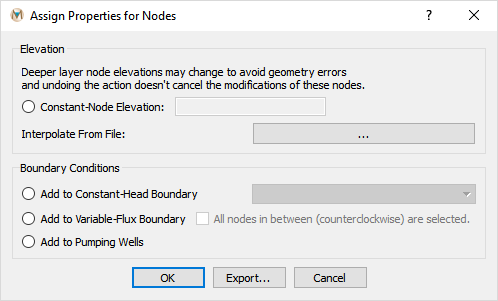 Assign Properties for Nodes
?
Elevation
Deeper layer node elevations may change to avoid geometry errors
and undoing the action doesn't cancel the modifications of these nodes.
Constant-Node Elevation:
Interpolate From File: ...
Boundary Conditions
Add to Constant-Head Boundary
Add to Variable-Flux Boundary All nodes in between (counterclockwise) are selected.
Add to Pumping Wells
OK Export... Cancel